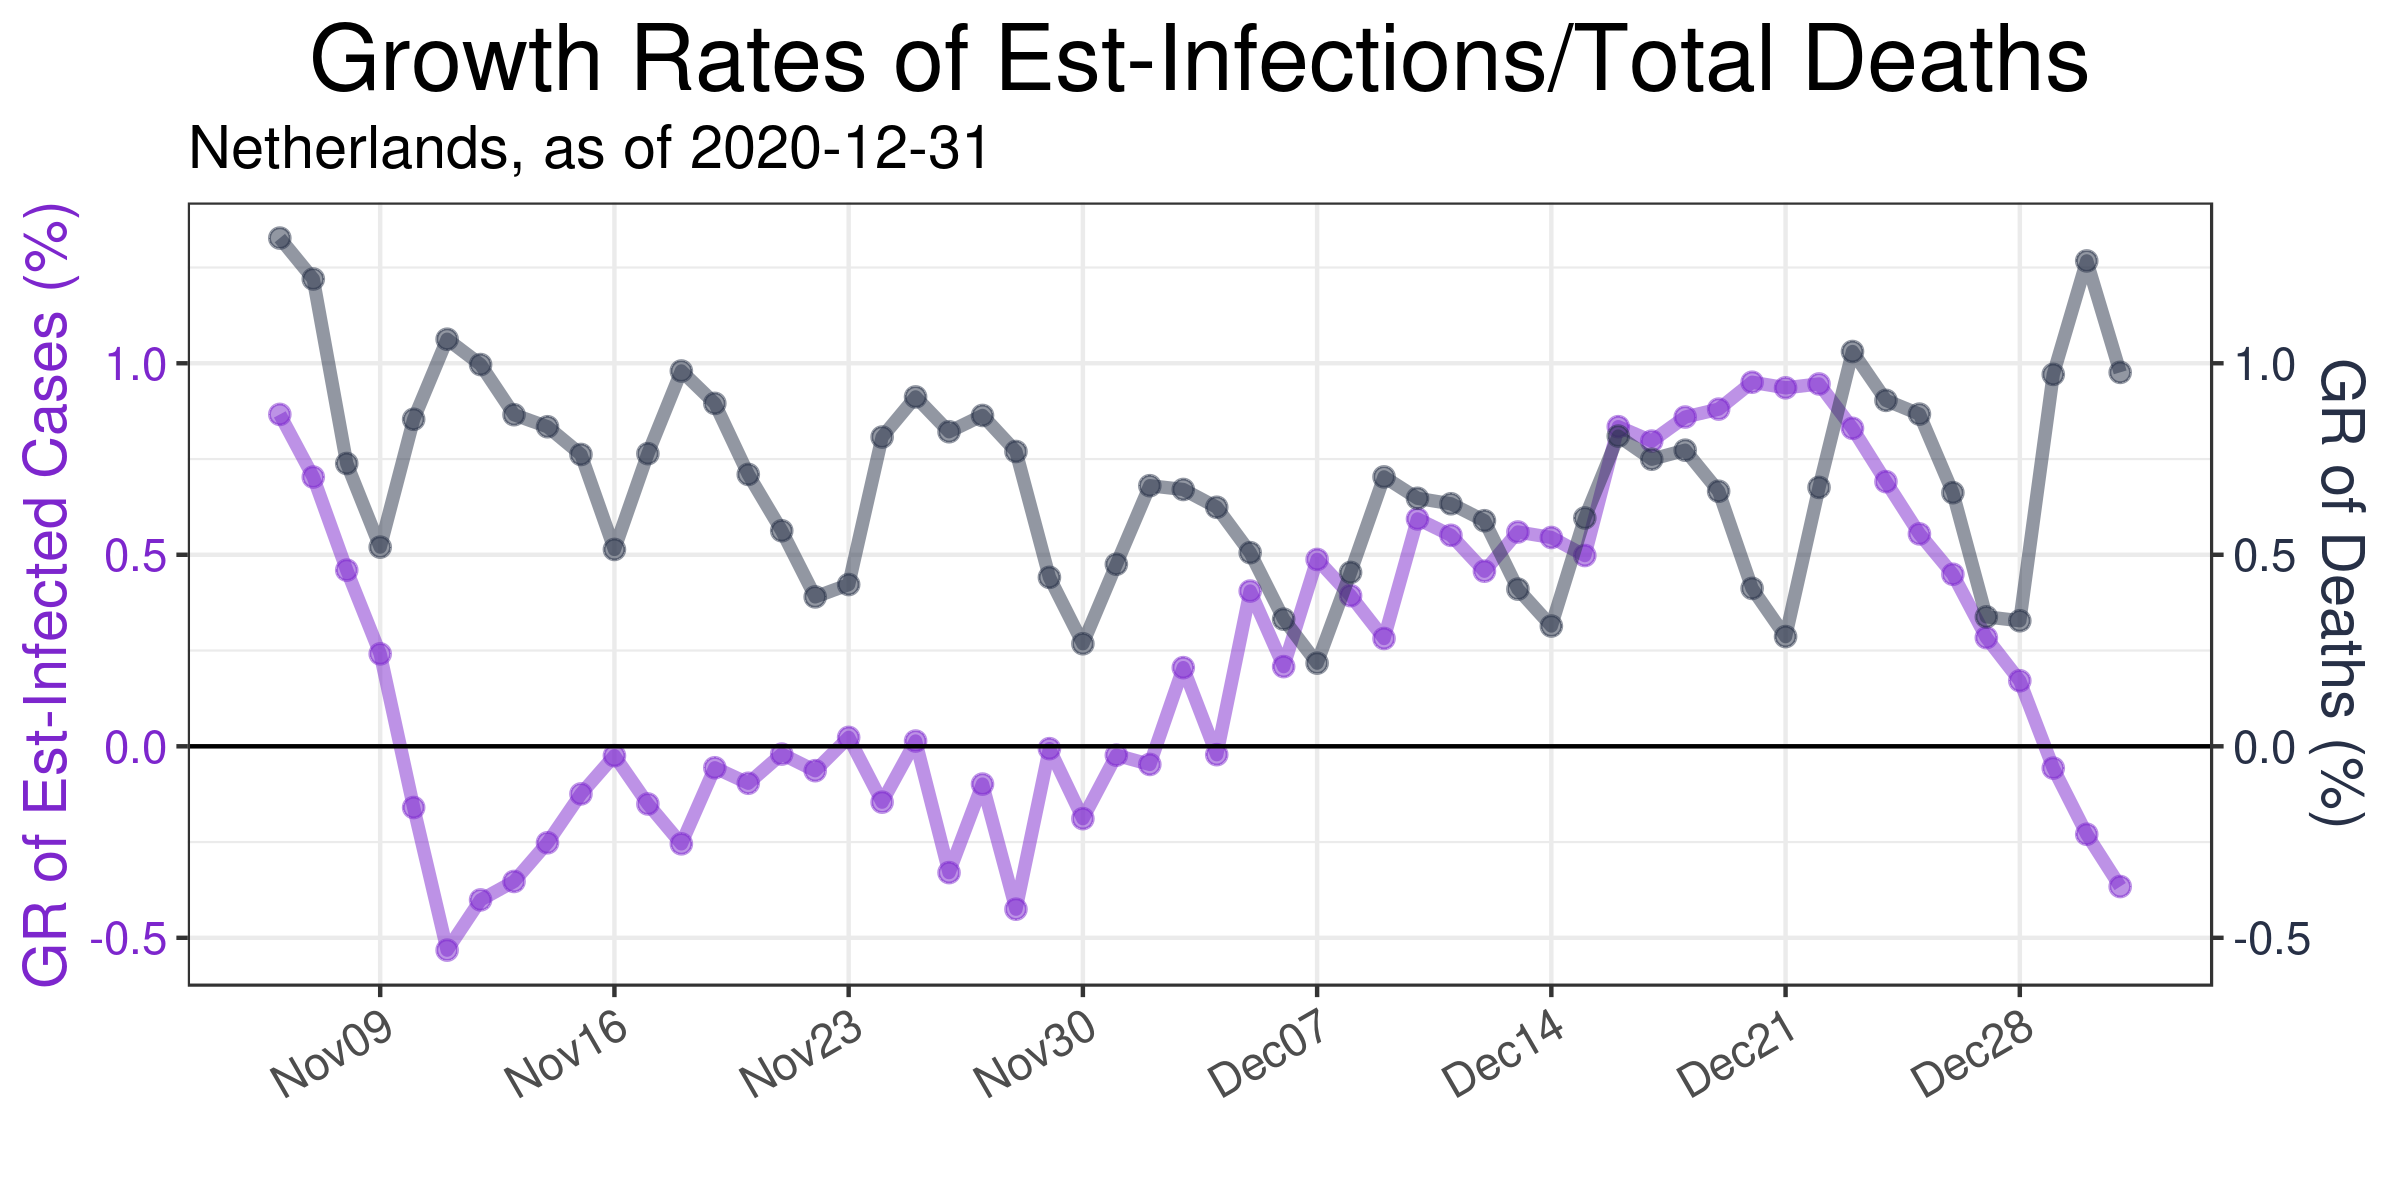 Growth Rates of Est-Infections/Total Deaths
Netherlands, as of 2020-12-31
GR of Est-Infected Cases (%)
1.0
0.5
0.0
-0.5
1.0
0.5
0.0
-0.5
GR of Deaths (%)
Nov09
Nov16
Nov23
Nov30
Dec07
Dec14
Dec21
Dec28